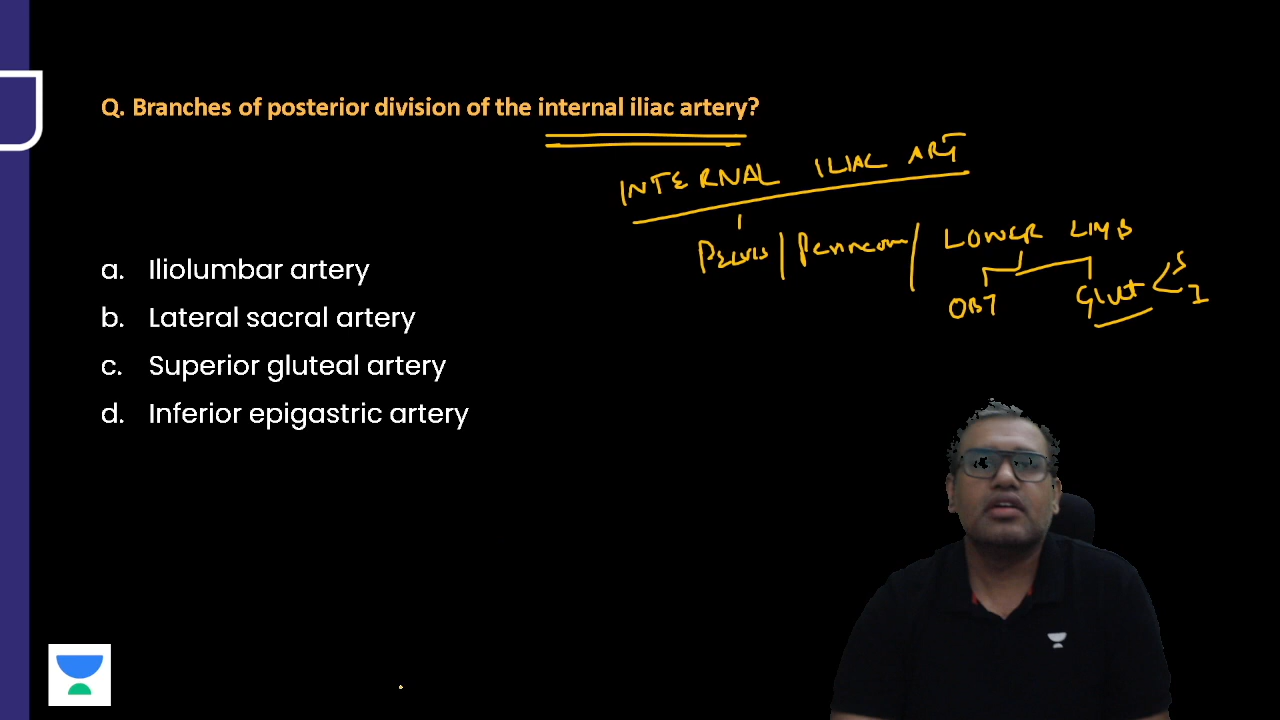 Q. Branches of posterior division of the internal iliac artery?
INTERNAL ILIAC ART
PELVIS / Perineum / LOWER LIMB
OBT Glut S
I
a. Iliolumbar artery
b. Lateral sacral artery
c. Superior gluteal artery
d. Inferior epigastric artery